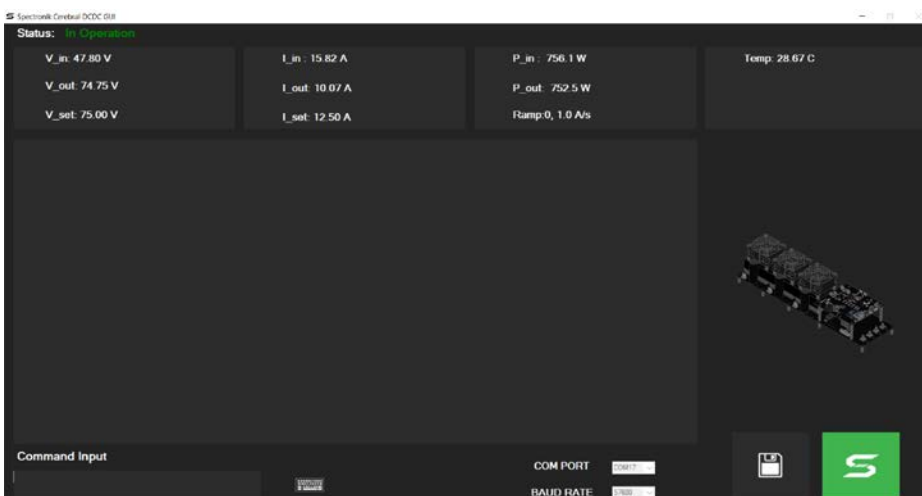 Spectronik Cerebrul DCDC GUI
Status: In Operation
V_in: 47.80 V
I_in : 15.82 A
P_in : 756.1 W
Temp: 28.67 C
V_out: 74.75 V
I_out: 10.07 A
P_out: 752.5 W
V_set: 75.00 V
I_set: 12.50 A
Ramp:0, 1.0 A/s
Command Input
COM PORT
COM17
BAUD RATE
57600